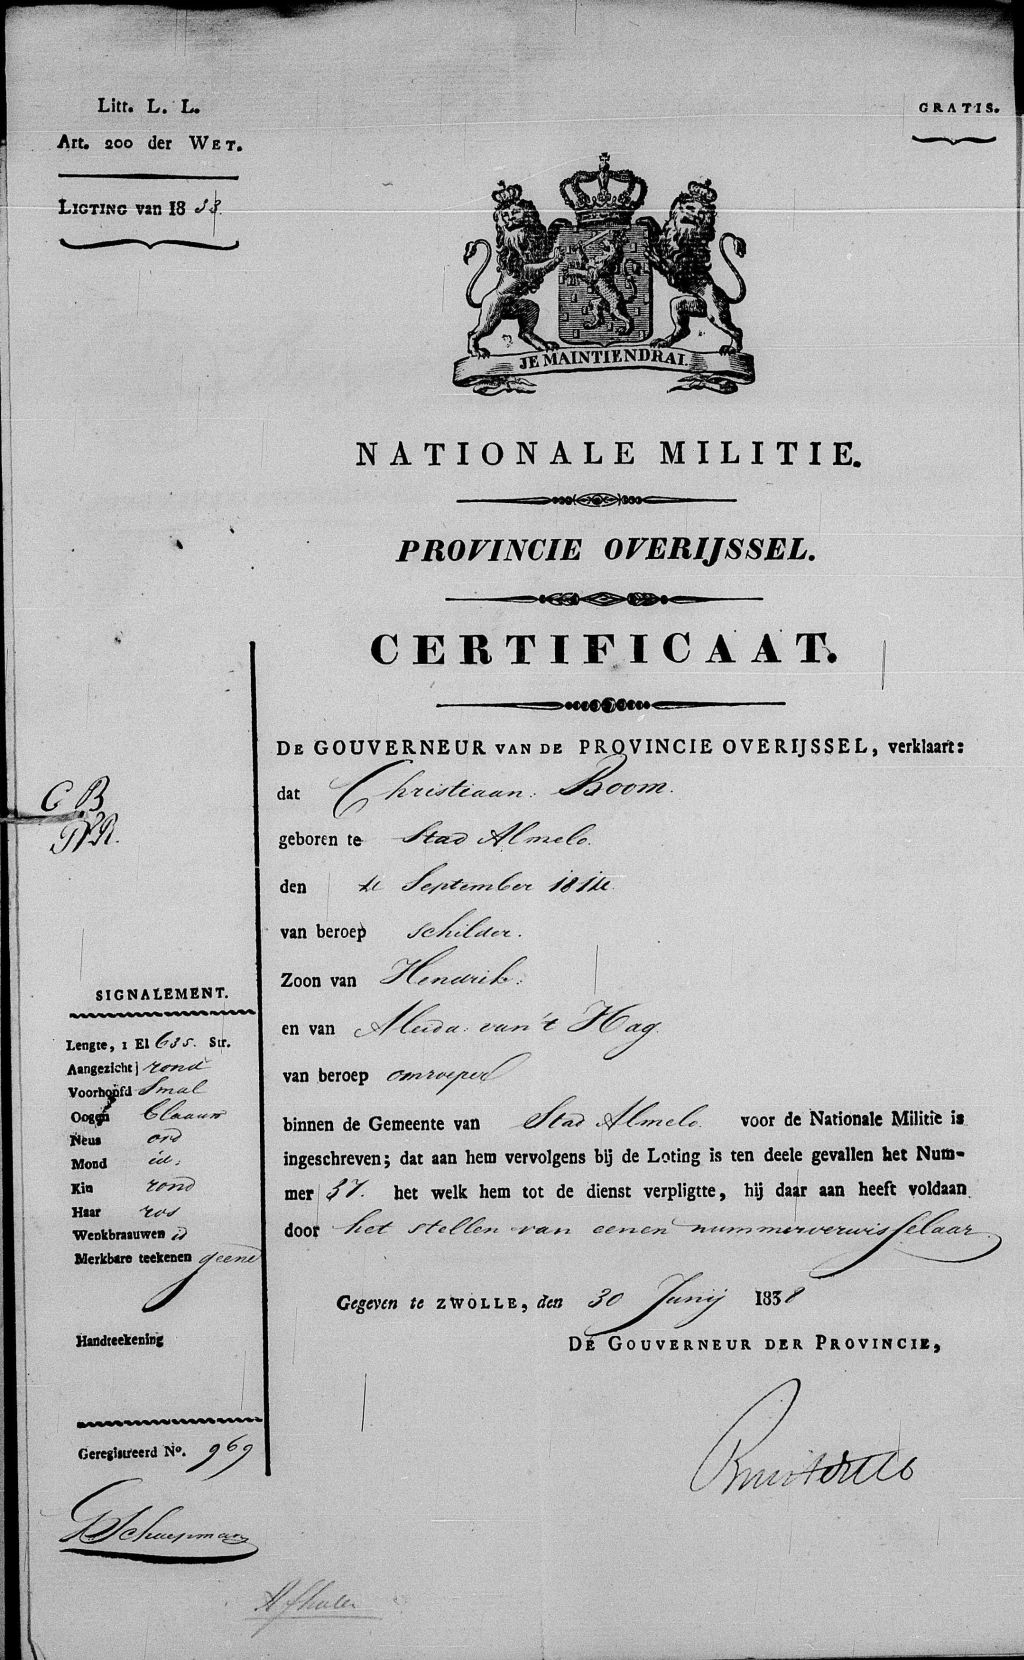 Litt. L. L.
GRATIS.
Art. 200 der WET.
LIGTING van 1833.
JE MAINTIENDRAI.
NATIONALE MILITIE.
PROVINCIE OVERIJSSEL.
CERTIFICAAT.
DE GOUVERNEUR VAN DE PROVINCIE OVERIJSSEL, verklaart:
dat Christiaan Boom.
geboren te Stad Almelo.
den September
van beroep schilder.
Zoon van Hendrik
en van van 't Hag
van beroep omroeper
binnen de Gemeente van Stad Almelo. voor de Nationale Militie is
ingeschreven; dat aan hem vervolgens bij de Loting is ten deele gevallen het Num-
mer 37. het welk hem tot de dienst verpligtte, hij daar aan heeft voldaan
door het stellen van eenen nummerverwisselaar.
Gegeven te ZWOLLE, den 30 Junij 1838
DE GOUVERNEUR DER PROVINCIE,
C B
SIGNALEMENT.
Lengte, 1 El 635. Str.
Aangezicht rond
Voorhoofd Smal
Oogen Blaauw
Neus ord
Mond id.
Kin rond
Haar ros
Wenkbraauwen id
Merkbare teekenen geene
Handteekening
Geregistreerd No. 969
Afhalen